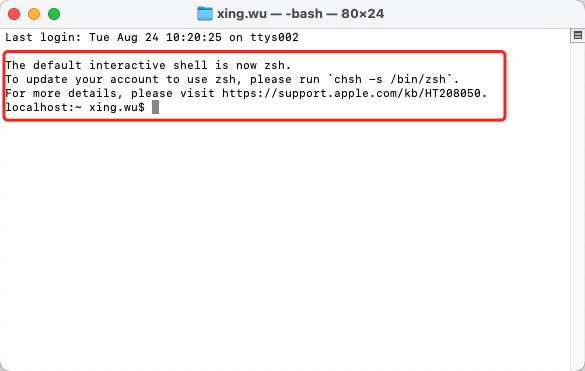 xing.wu — -bash — 80×24
Last login: Tue Aug 24 10:20:25 on ttys002
The default interactive shell is now zsh.
To update your account to use zsh, please run `chsh -s /bin/zsh`.
For more details, please visit https://support.apple.com/kb/HT208050.
localhost:~ xing.wu$